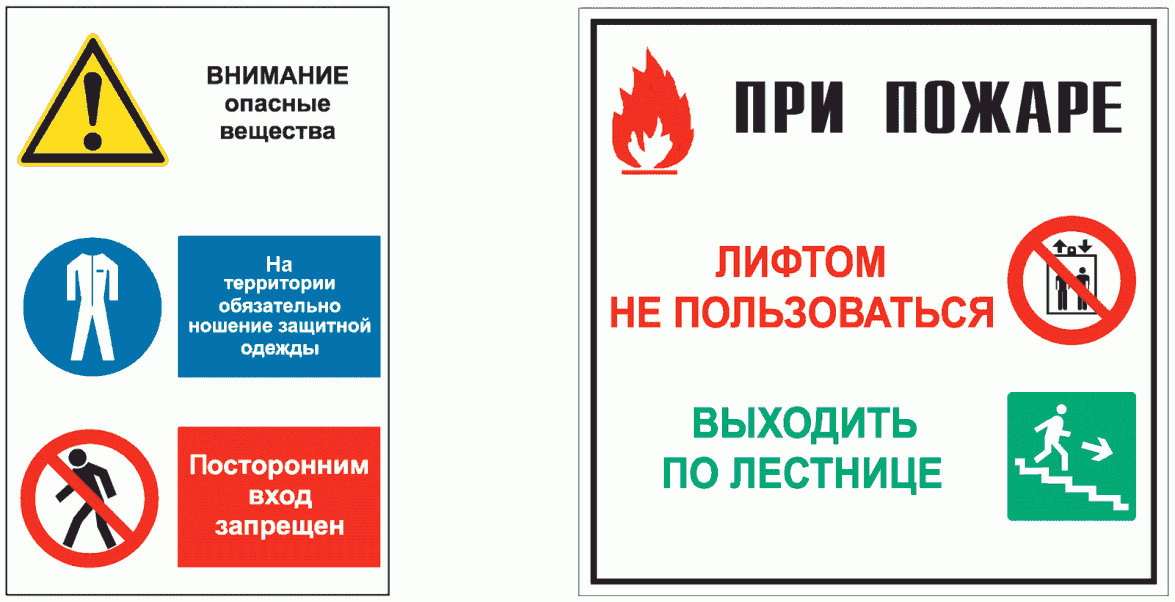 ВНИМАНИЕ
опасные
вещества
На
территории
обязательно
ношение защитной
одежды
Посторонним
вход
запрещен
ПРИ ПОЖАРЕ
ЛИФТОМ
НЕ ПОЛЬЗОВАТЬСЯ
ВЫХОДИТЬ
ПО ЛЕСТНИЦЕ